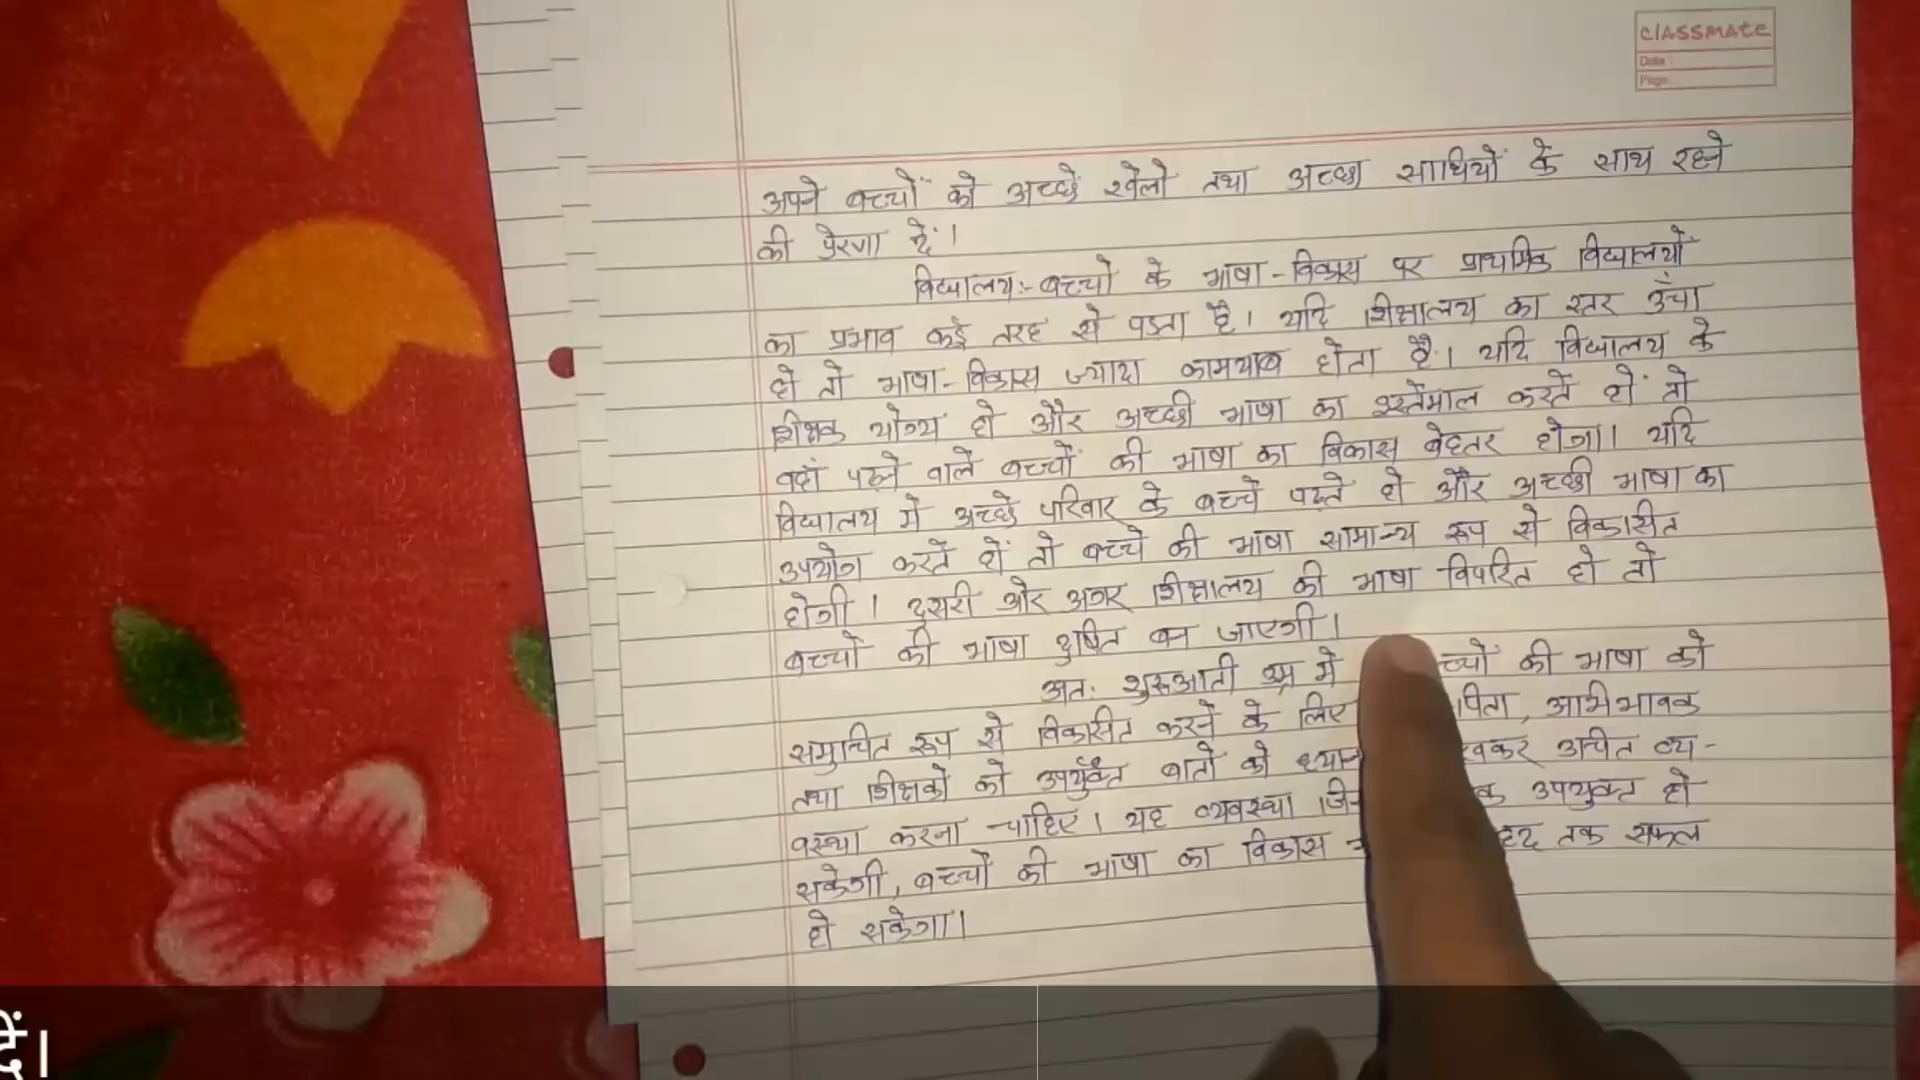 classmate
Date
Page
अपने बच्चों को अच्छे खेलो तथा अच्छा साथियों के साथ रहने
की प्रेरणा दें।
विद्यालयः- बच्चो के भाषा-विकास पर प्राथमिक विद्यालयों
का प्रभाव कई तरह से पड़ता है। यदि शिक्षालय का स्तर उँचा
हो तो भाषा-विकास ज्यादा कामयाब होता है। यदि विद्यालय के
शिक्षक योग्य हो और अच्छी भाषा का इस्तेमाल करते हों तो
वहां पढ़ने वाले बच्चों की भाषा का विकास बेहतर होगा। यदि
विद्यालय में अच्छे परिवार के बच्चे पढ़ते हो और अच्छी भाषा का
उपयोग करते हों तो बच्चे की भाषा सामान्य रूप से विकसित
होगी। दुसरी ओर अगर शिक्षालय की भाषा विपरित हो तो
बच्चों की भाषा दुषित बन जाएगी।
अतः शुरुआती उम्र में च्चों की भाषा को
समुचित रूप से विकसित करने के लिए पिता, अभिभावक
तथा शिक्षको को उपर्युक्त बातों को ध्यान कर उचित व्य-
वस्था करना चाहिए। यह व्यवस्था जि क उपयुक्त हो
सकेगी, बच्चों की भाषा का विकास हद तक सफल
हो सकेगा।
दें।